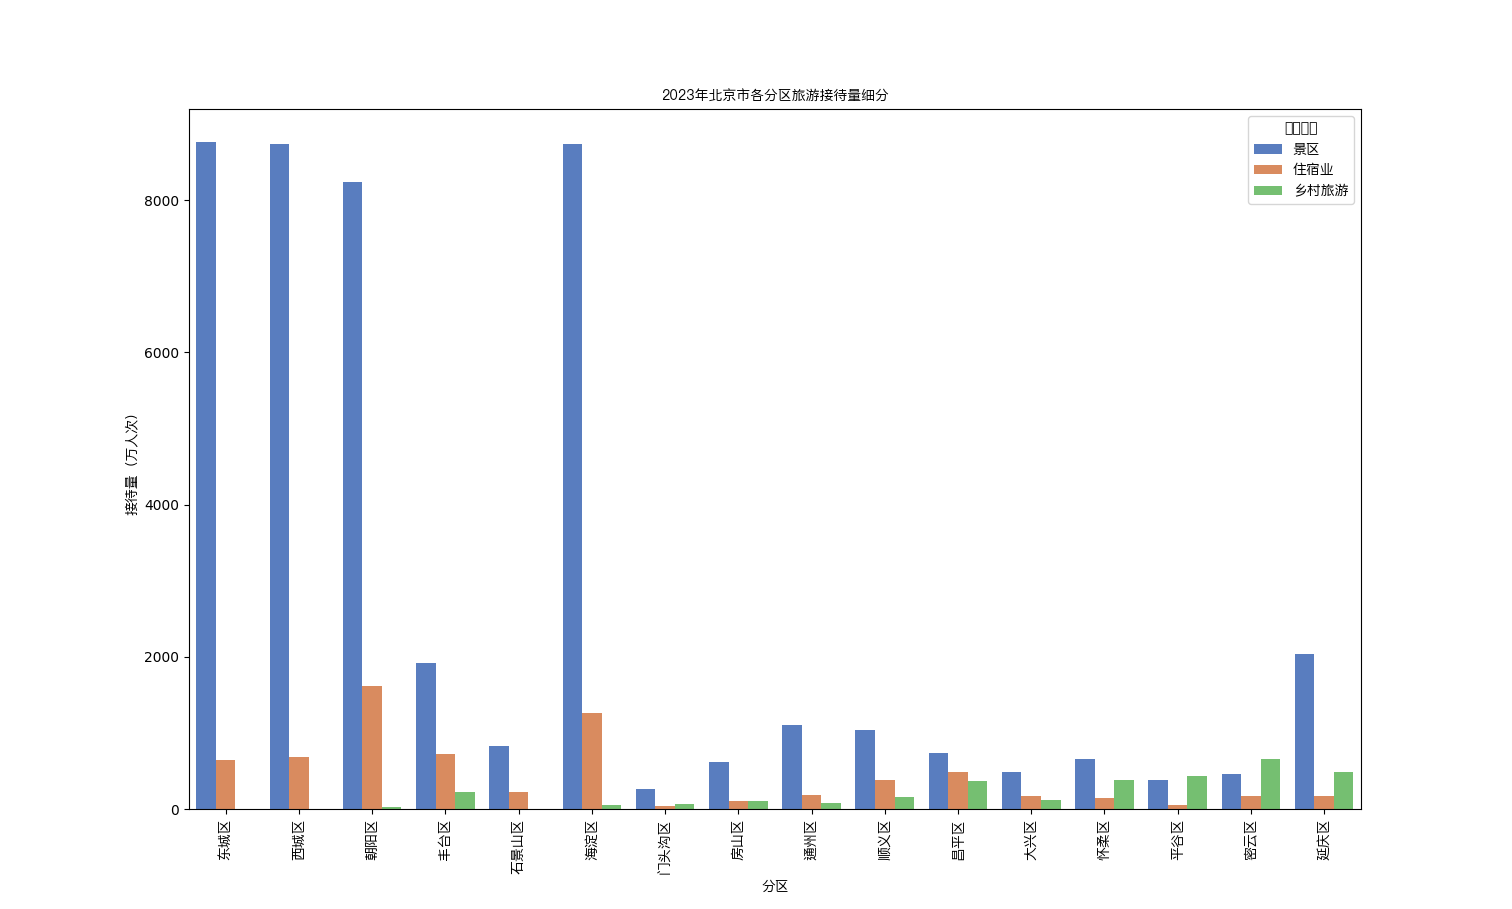 2023年北京市各分区旅游接待量细分
景区
住宿业
乡村旅游
接待量（万人次）
8000
6000
4000
2000
0
东城区
西城区
朝阳区
丰台区
石景山区
海淀区
门头沟区
房山区
通州区
顺义区
昌平区
大兴区
怀柔区
平谷区
密云区
延庆区
分区